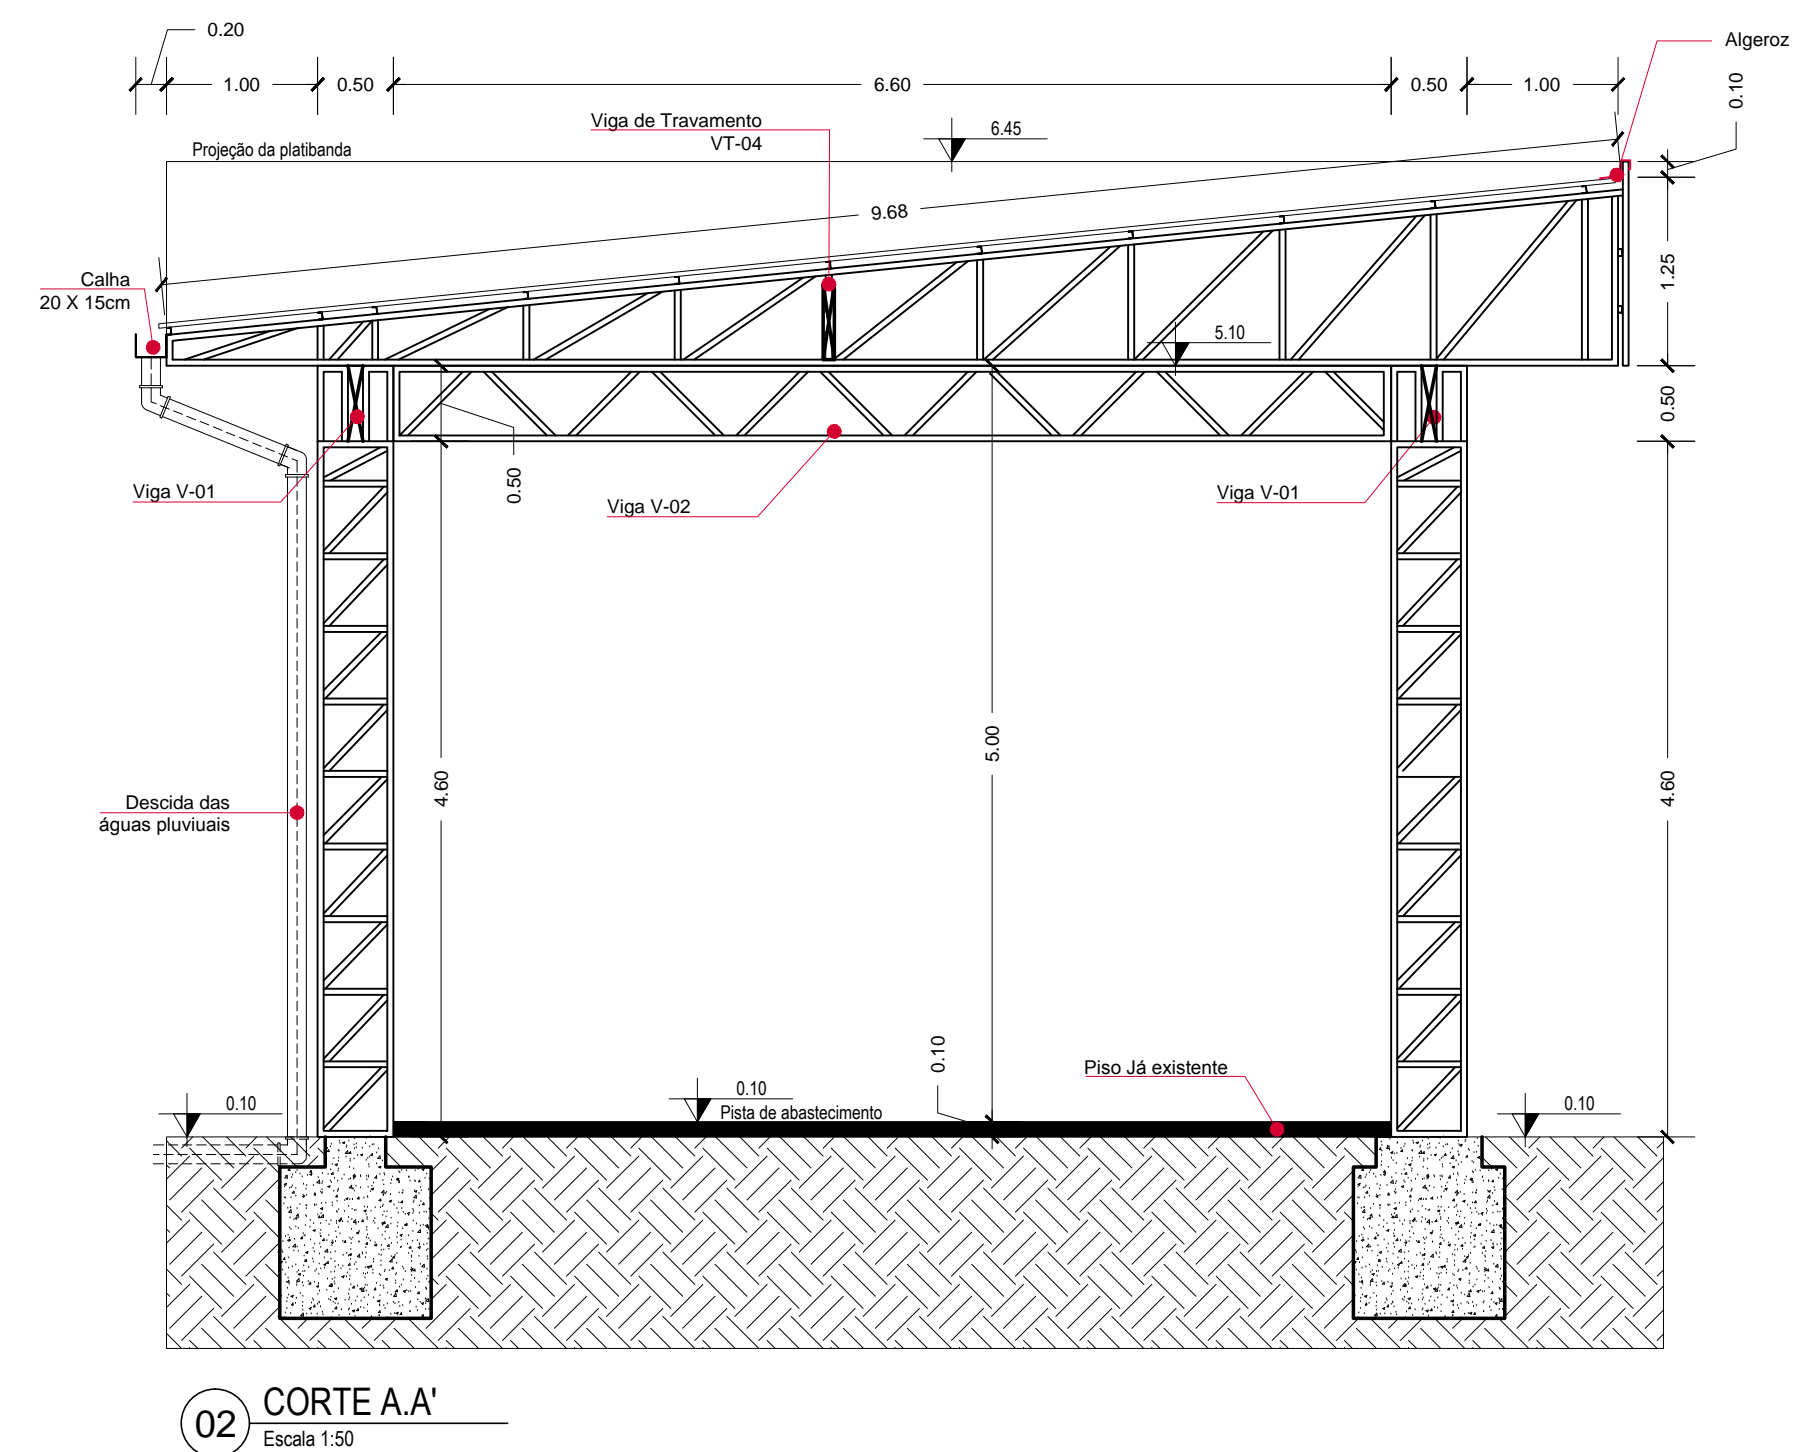 0.20
Algeroz
1.00
0.50
6.60
0.50
1.00
0.10
Viga de Travamento
VT-04
6.45
Projeção da platibanda
9.68
Calha
20 X 15cm
1.25
5.10
0.50
0.50
Viga V-01
Viga V-02
Viga V-01
5.00
4.60
4.60
Descida das
águas pluviuais
0.10
Piso Já existente
0.10
0.10
Pista de abastecimento
0.10
02
CORTE A.A'
Escala 1:50